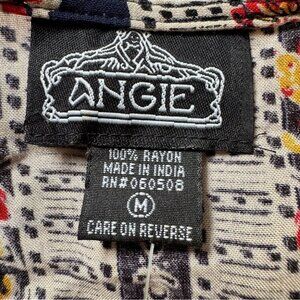 ANGIE
100% RAYON
MADE IN INDIA
RN#060508
M
CARE ON REVERSE